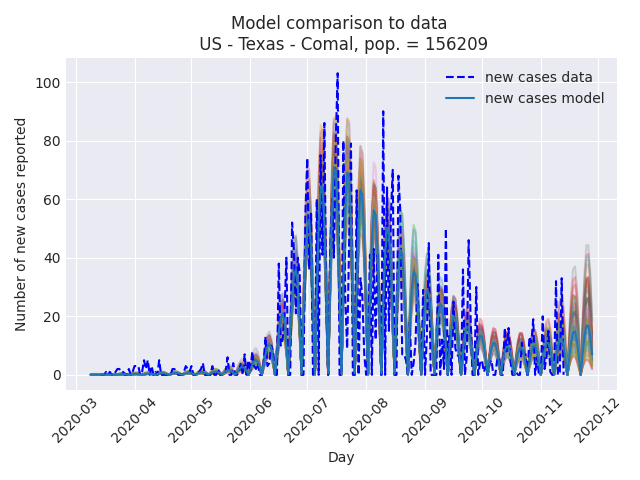 Model comparison to data
US - Texas - Comal, pop. = 156209
new cases data
new cases model
Number of new cases reported
100
80
60
40
20
0
2020-03
2020-04
2020-05
2020-06
2020-07
2020-08
2020-09
2020-10
2020-11
2020-12
Day